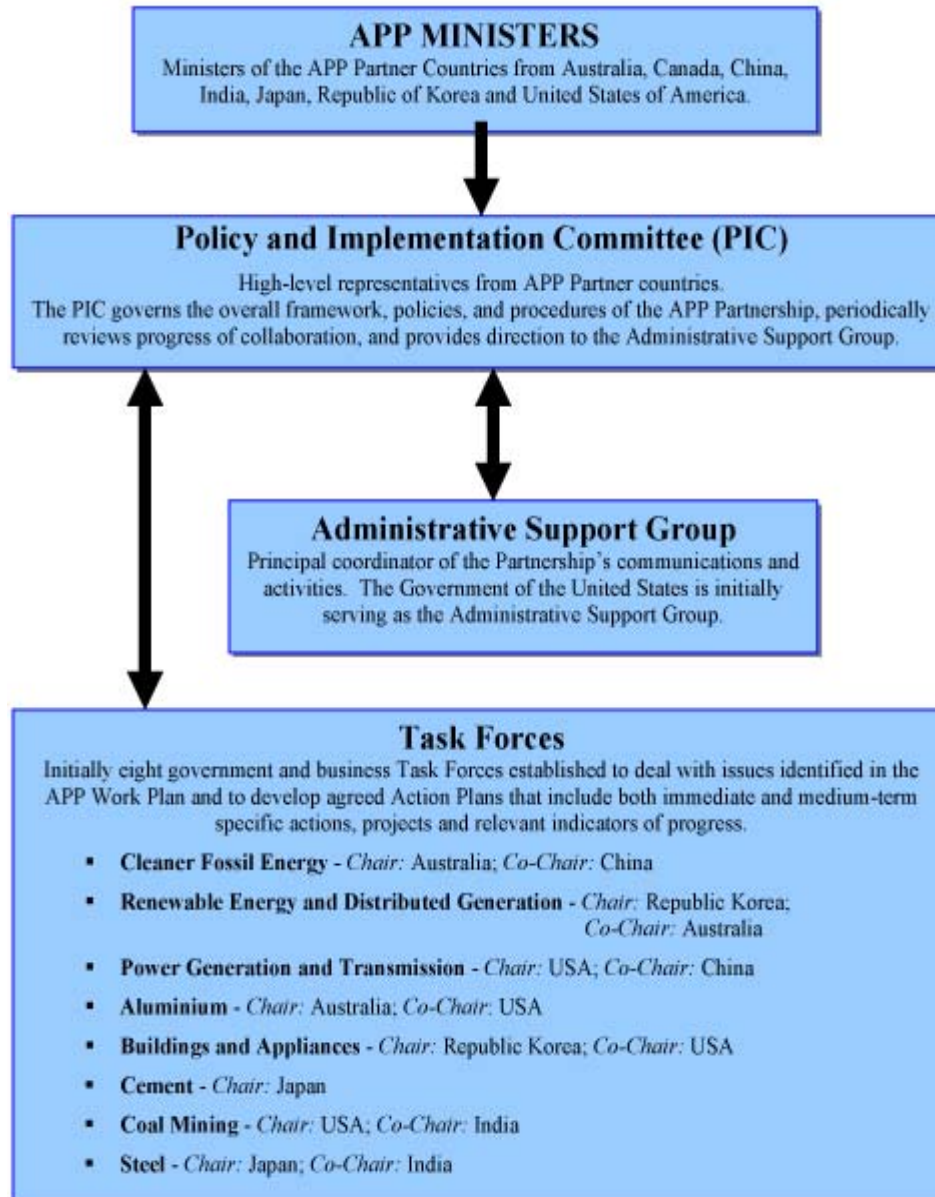 APP MINISTERS
Ministers of the APP Partner Countries from Australia, Canada, China,
India, Japan, Republic of Korea and United States of America.
Policy and Implementation Committee (PIC)
High-level representatives from APP Partner countries.
The PIC governs the overall framework, policies, and procedures of the APP Partnership, periodically
reviews progress of collaboration, and provides direction to the Administrative Support Group.
Administrative Support Group
Principal coordinator of the Partnership's communications and
activities. The Government of the United States is initially
serving as the Administrative Support Group.
Task Forces
Initially eight government and business Task Forces established to deal with issues identified in the
APP Work Plan and to develop agreed Action Plans that include both immediate and medium-term
specific actions, projects and relevant indicators of progress.
▪ Cleaner Fossil Energy - Chair: Australia; Co-Chair: China
▪ Renewable Energy and Distributed Generation - Chair: Republic Korea;
Co-Chair: Australia
▪ Power Generation and Transmission - Chair: USA; Co-Chair: China
▪ Aluminium - Chair: Australia; Co-Chair: USA
▪ Buildings and Appliances - Chair: Republic Korea; Co-Chair: USA
▪ Cement - Chair: Japan
▪ Coal Mining - Chair: USA; Co-Chair: India
▪ Steel - Chair: Japan; Co-Chair: India